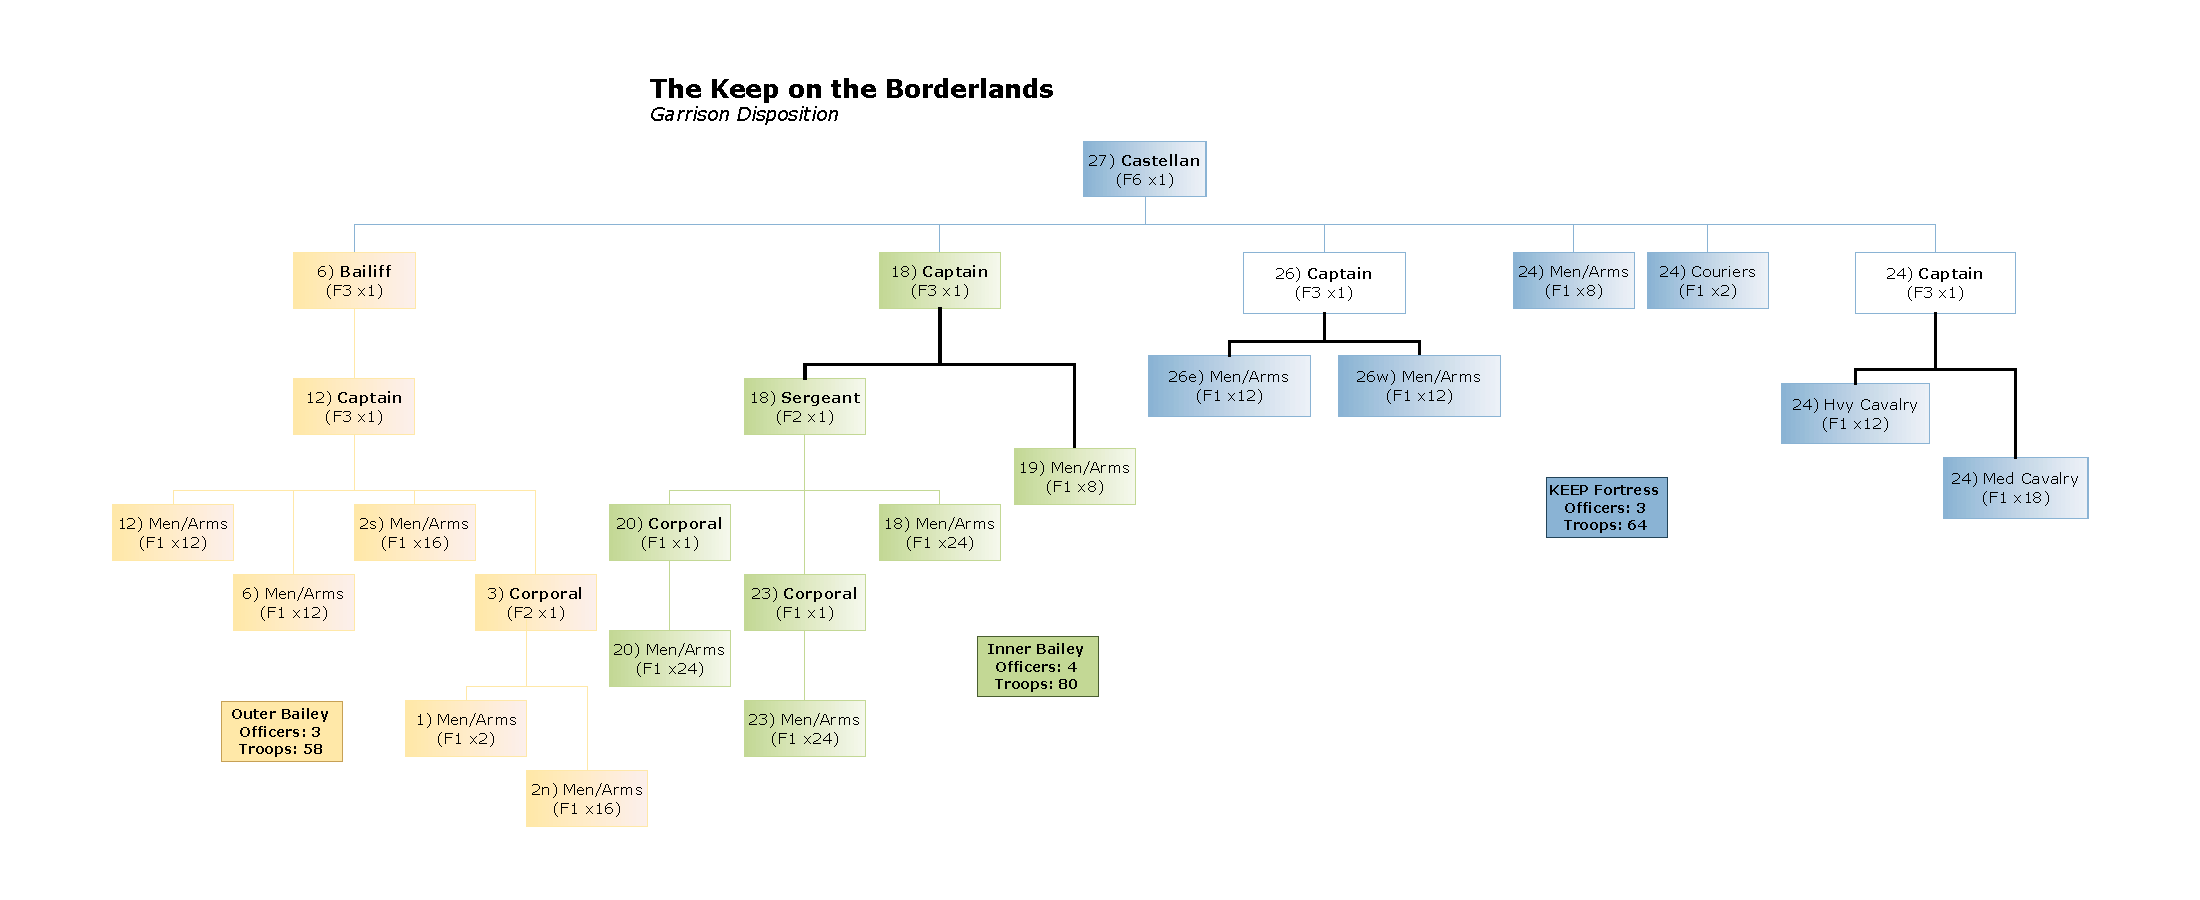 The Keep on the Borderlands
Garrison Disposition
27) Castellan
(F6 x1)
6) Bailiff
(F3 x1)
18) Captain
(F3 x1)
26) Captain
(F3 x1)
24) Men/Arms
(F1 x8)
24) Couriers
(F1 x2)
24) Captain
(F3 x1)
12) Captain
(F3 x1)
18) Sergeant
(F2 x1)
26e) Men/Arms
(F1 x12)
26w) Men/Arms
(F1 x12)
24) Hvy Cavalry
(F1 x12)
19) Men/Arms
(F1 x8)
24) Med Cavalry
(F1 x18)
KEEP Fortress
Officers: 3
Troops: 64
12) Men/Arms
(F1 x12)
2s) Men/Arms
(F1 x16)
20) Corporal
(F1 x1)
18) Men/Arms
(F1 x24)
6) Men/Arms
(F1 x12)
3) Corporal
(F2 x1)
23) Corporal
(F1 x1)
20) Men/Arms
(F1 x24)
Inner Bailey
Officers: 4
Troops: 80
Outer Bailey
Officers: 3
Troops: 58
1) Men/Arms
(F1 x2)
23) Men/Arms
(F1 x24)
2n) Men/Arms
(F1 x16)